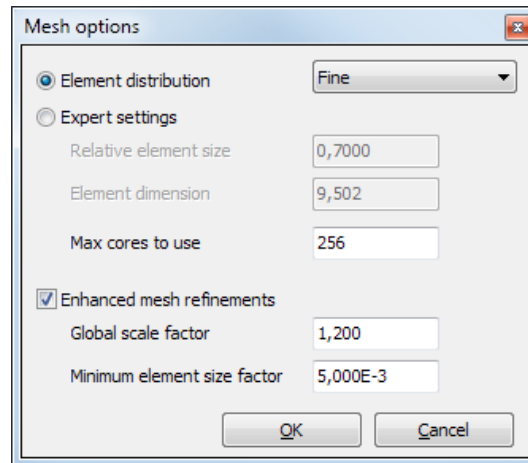 Mesh options
Element distribution Fine
Expert settings
Relative element size 0,7000
Element dimension 9,502
Max cores to use 256
Enhanced mesh refinements
Global scale factor 1,200
Minimum element size factor 5,000E-3
OK Cancel